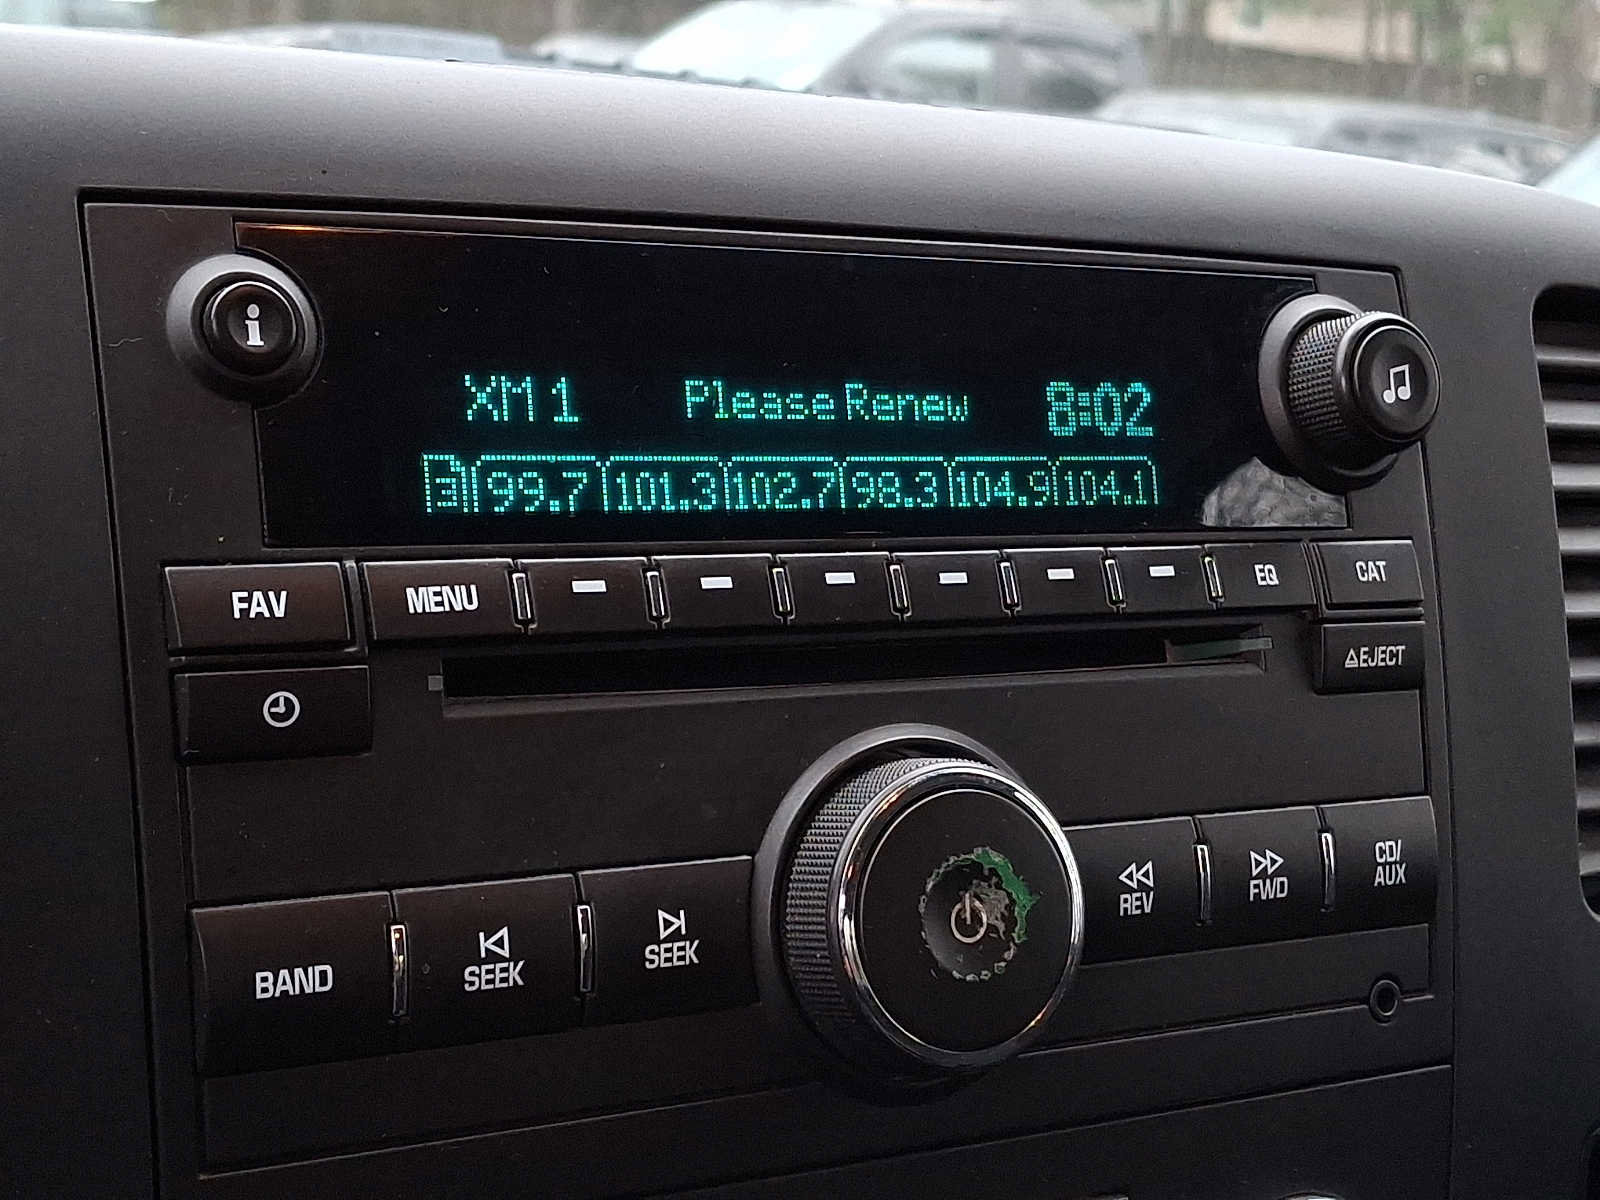 i
XM 1 Please Renew 8:02
3 99.7 101.3 102.7 98.3 104.9 104.1
FAV MENU EQ CAT
EJECT
BAND SEEK SEEK REV FWD CD/
AUX